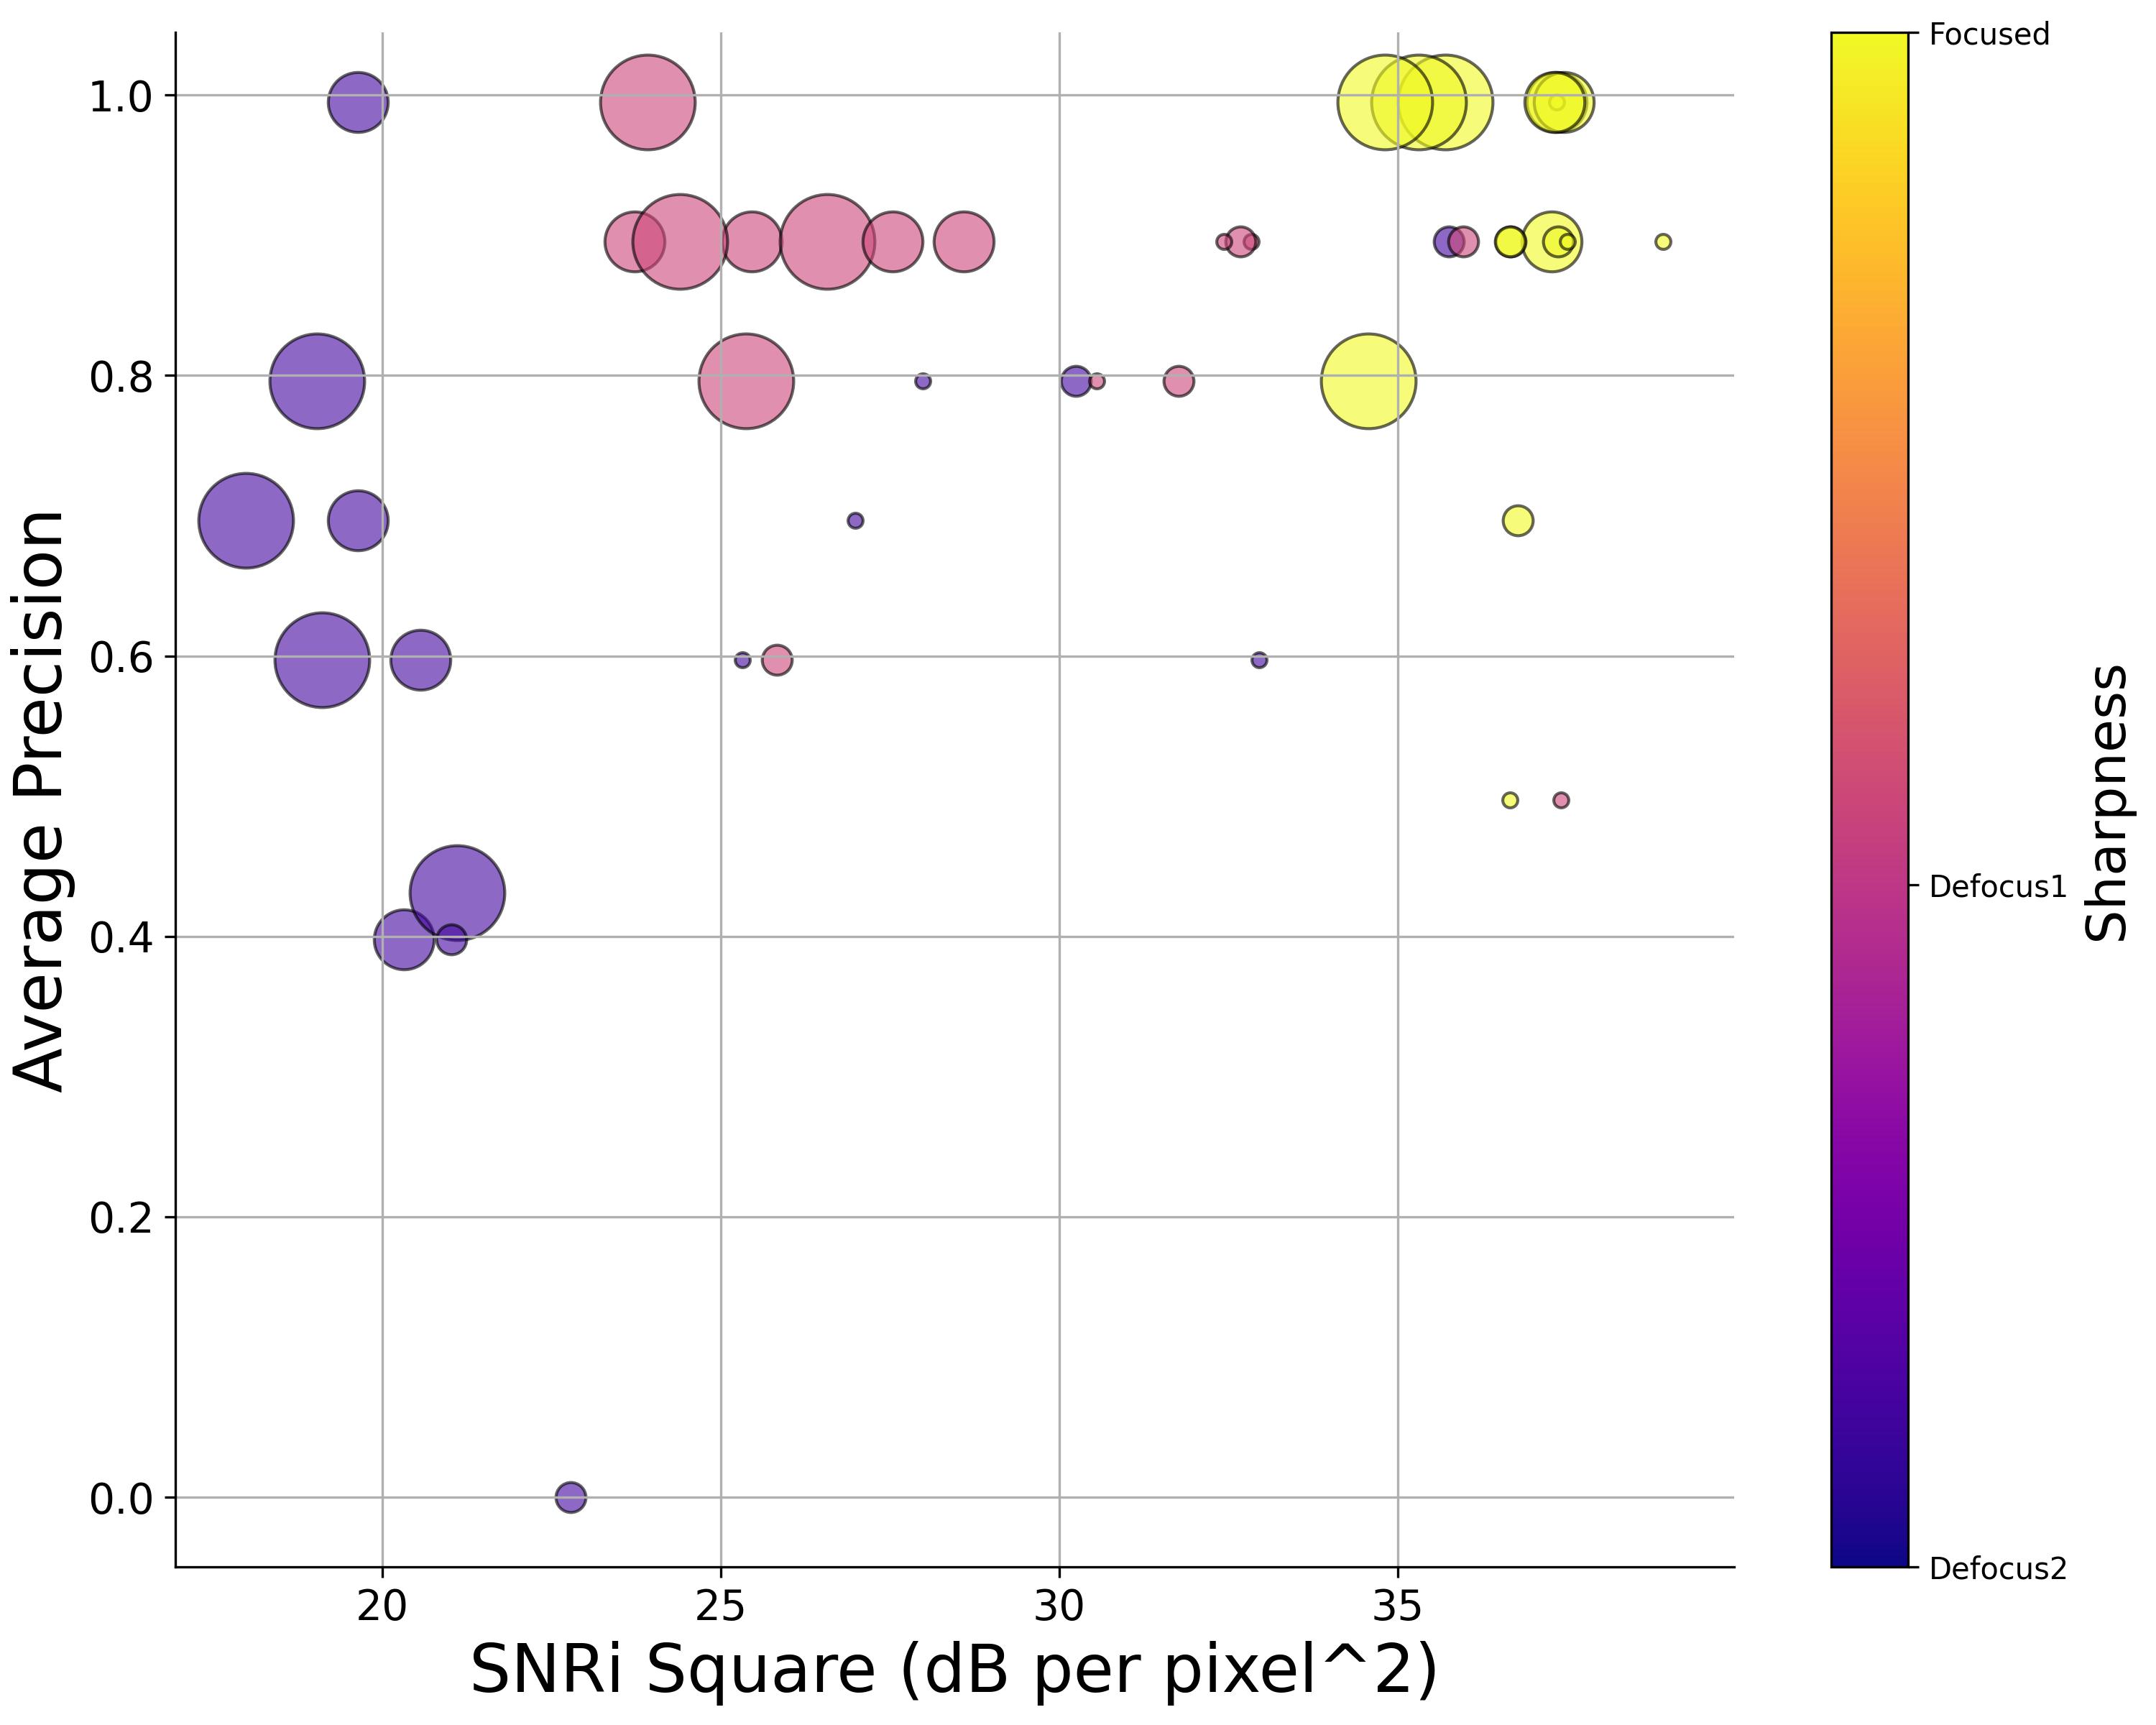 Average Precision
1.0
0.8
0.6
0.4
0.2
0.0
20 25 30 35
SNRi Square (dB per pixel^2)
Focused
Defocus1
Defocus2
Sharpness